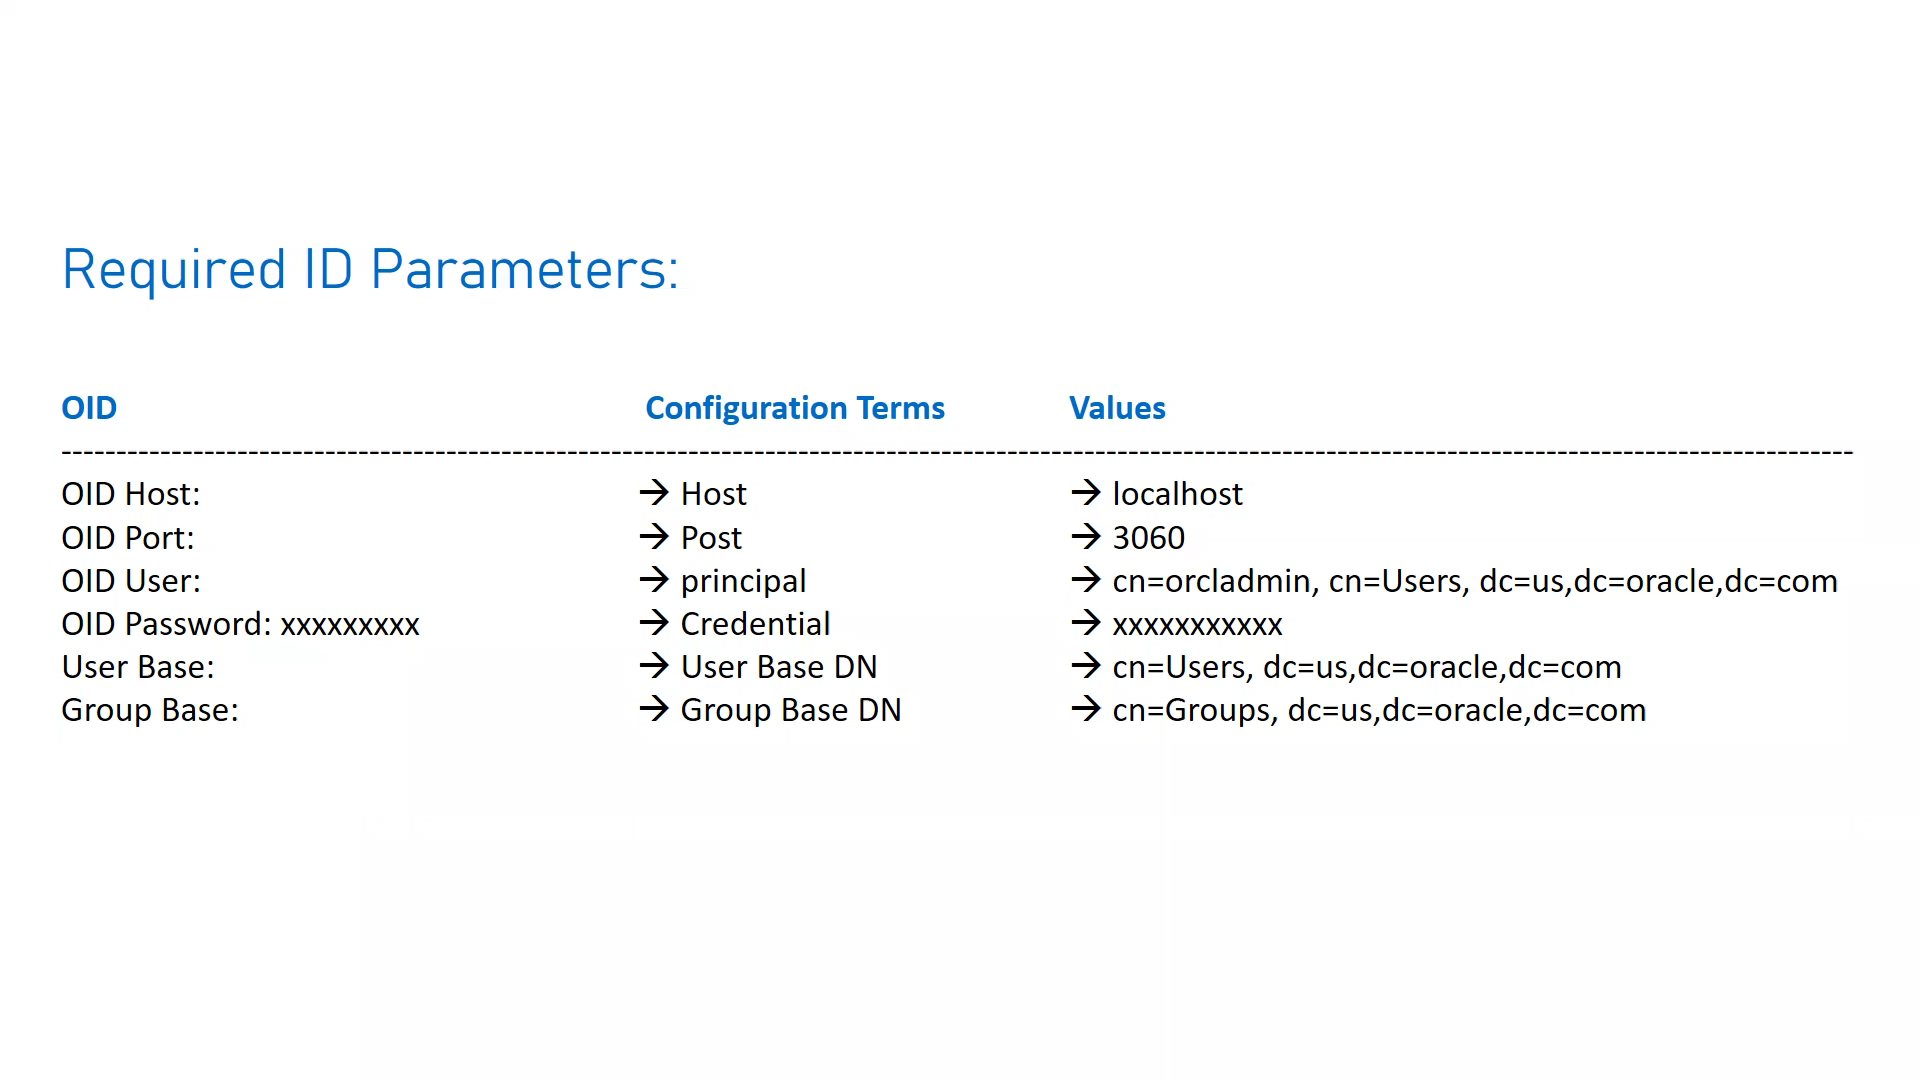 Required ID Parameters:
OID Configuration Terms Values
--------------------------------------------------------------------------------------------------------------------------------------------------------------------
OID Host: → Host → localhost
OID Port: → Post → 3060
OID User: → principal → cn=orcladmin, cn=Users, dc=us,dc=oracle,dc=com
OID Password: xxxxxxxxx → Credential → xxxxxxxxxxx
User Base: → User Base DN → cn=Users, dc=us,dc=oracle,dc=com
Group Base: → Group Base DN → cn=Groups, dc=us,dc=oracle,dc=com